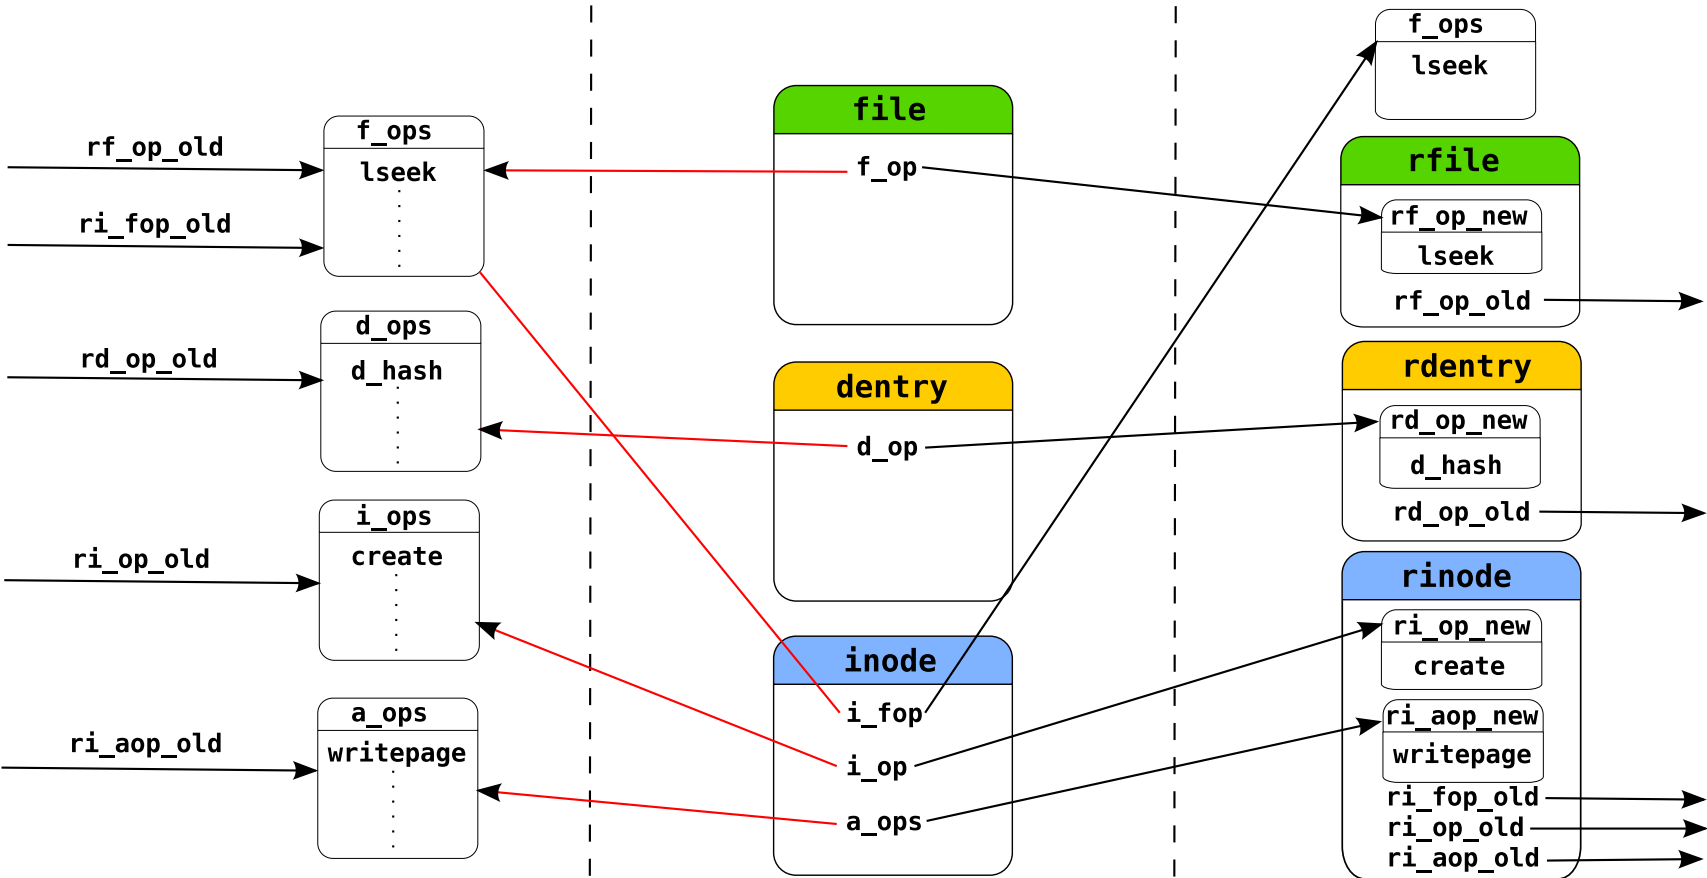 rf_op_old
ri_fop_old
rd_op_old
ri_op_old
ri_aop_old
f_ops
lseek
d_ops
d_hash
i_ops
create
a_ops
writepage
file
f_op
dentry
d_op
inode
i_fop
i_op
a_ops
f_ops
lseek
rfile
rf_op_new
lseek
rf_op_old
rdentry
rd_op_new
d_hash
rd_op_old
rinode
ri_op_new
create
ri_aop_new
writepage
ri_fop_old
ri_op_old
ri_aop_old